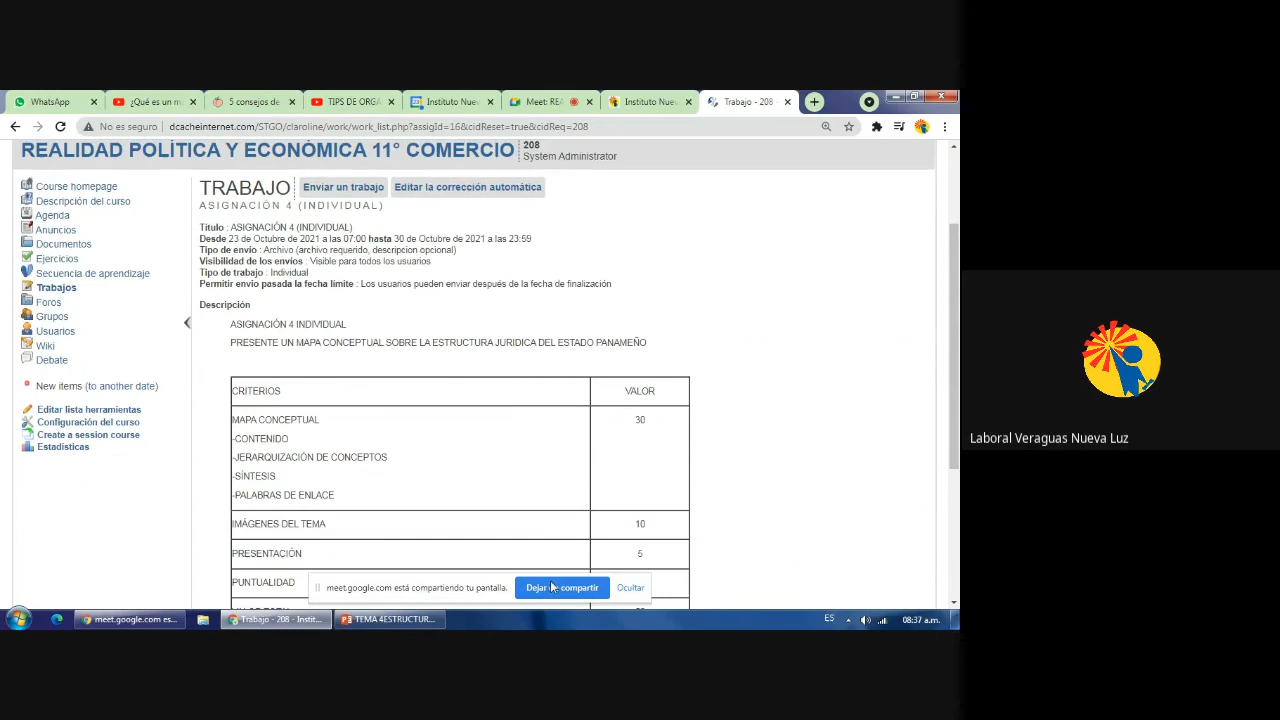 WhatsApp
¿Qué es un m
5 consejos de
TIPS DE ORGA
Instituto Nuev
Meet: REA
Instituto Nuev
Trabajo - 208 -
No es seguro
dcacheinternet.com/STGO/claroline/work/work_list.php?assigId=16&cidReset=true&cidReq=208
REALIDAD POLÍTICA Y ECONÓMICA 11° COMERCIO
208
System Administrator
Course homepage
Descripción del curso
Agenda
Anuncios
Documentos
Ejercicios
Secuencia de aprendizaje
Trabajos
Foros
Grupos
Usuarios
Wiki
Debate
New items (to another date)
Editar lista herramientas
Configuración del curso
Create a session course
Estadísticas
TRABAJO
Enviar un trabajo
Editar la corrección automática
ASIGNACIÓN 4 (INDIVIDUAL)
Título : ASIGNACIÓN 4 (INDIVIDUAL)
Desde 23 de Octubre de 2021 a las 07:00 hasta 30 de Octubre de 2021 a las 23:59
Tipo de envío : Archivo (archivo requerido, descripcion opcional)
Visibilidad de los envíos : Visible para todos los usuarios
Tipo de trabajo : Individual
Permitir envío pasada la fecha límite : Los usuarios pueden enviar después de la fecha de finalización
Descripción
ASIGNACIÓN 4 INDIVIDUAL
PRESENTE UN MAPA CONCEPTUAL SOBRE LA ESTRUCTURA JURIDICA DEL ESTADO PANAMEÑO
CRITERIOS VALOR
MAPA CONCEPTUAL 30
-CONTENIDO
-JERARQUIZACIÓN DE CONCEPTOS
-SÍNTESIS
-PALABRAS DE ENLACE
IMÁGENES DEL TEMA 10
PRESENTACIÓN 5
PUNTUALIDAD
meet.google.com está compartiendo tu pantalla.
Dejar de compartir
Ocultar
meet.google.com es...
Trabajo - 208 - Instit...
TEMA 4ESTRUCTUR...
ES
08:37 a.m.
Laboral Veraguas Nueva Luz